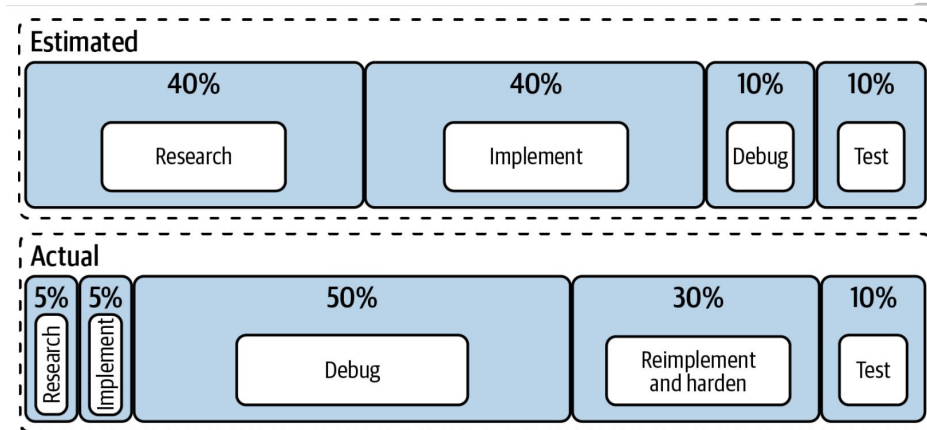 Estimated
40% 40% 10% 10%
Research Implement Debug Test
Actual
5% 5% 50% 30% 10%
Research Implement Debug Reimplement and harden Test